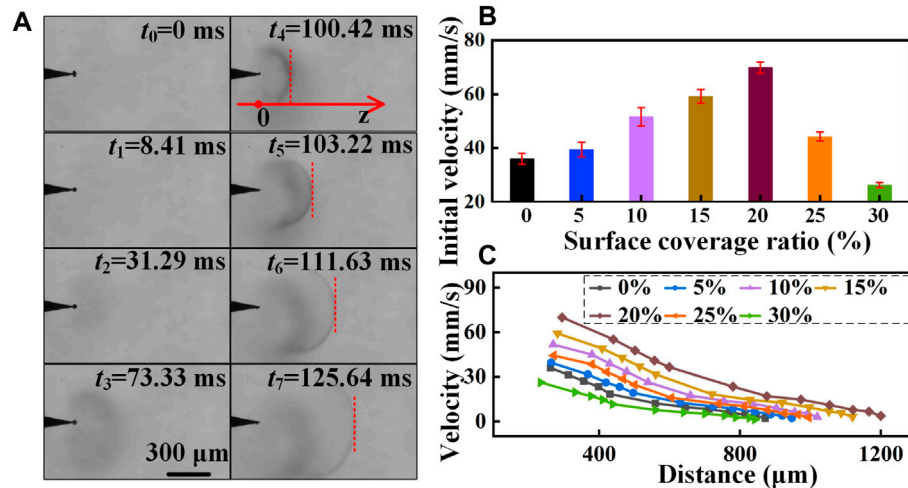 A
t0=0 ms
t4=100.42 ms
0
z
t1=8.41 ms
t5=103.22 ms
t2=31.29 ms
t6=111.63 ms
t3=73.33 ms
t7=125.64 ms
300 μm
B
Initial velocity (mm/s)
80
60
40
20
0 5 10 15 20 25 30
Surface coverage ratio (%)
C
Velocity (mm/s)
90
60
30
0
0% 5% 10% 15%
20% 25% 30%
400 800 1200
Distance (μm)